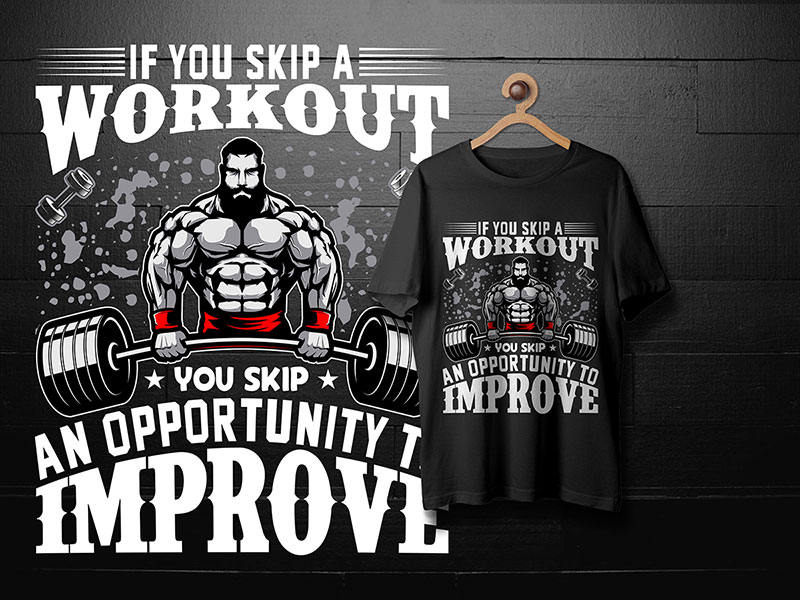 IF YOU SKIP A
WORKOUT
YOU SKIP
AN OPPORTUNITY T
IMPROVE
IF YOU SKIP A
WORKOUT
YOU SKIP
AN OPPORTUNITY TO
IMPROVE